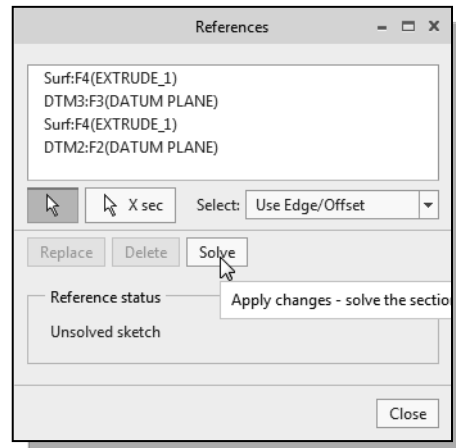 References
Surf:F4(EXTRUDE_1)
DTM3:F3(DATUM PLANE)
Surf:F4(EXTRUDE_1)
DTM2:F2(DATUM PLANE)
X sec Select: Use Edge/Offset
Replace Delete Solve
Reference status
Apply changes - solve the section
Unsolved sketch
Close